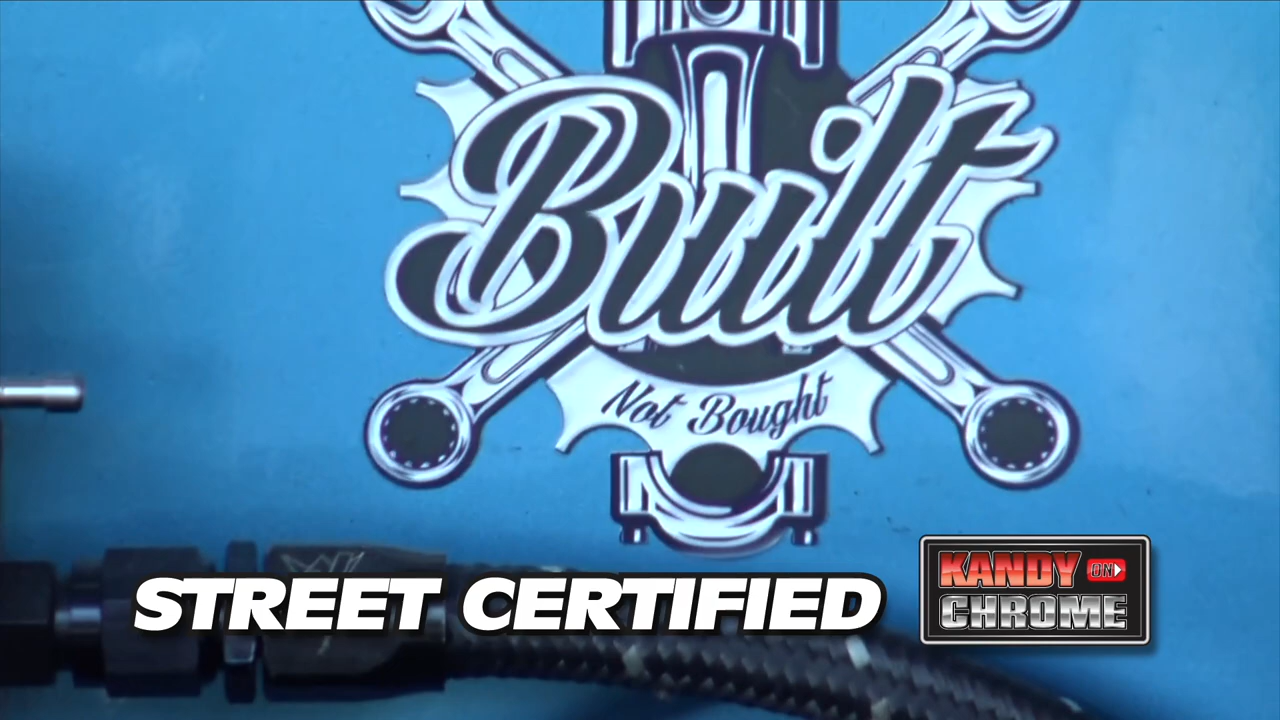 Built
Not Bought
STREET CERTIFIED
KANDY
ON
CHROME